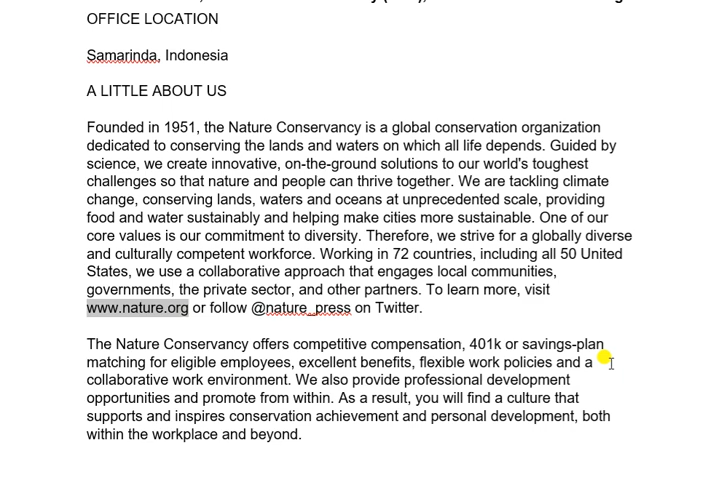 OFFICE LOCATION
Samarinda, Indonesia
A LITTLE ABOUT US
Founded in 1951, the Nature Conservancy is a global conservation organization
dedicated to conserving the lands and waters on which all life depends. Guided by
science, we create innovative, on-the-ground solutions to our world's toughest
challenges so that nature and people can thrive together. We are tackling climate
change, conserving lands, waters and oceans at unprecedented scale, providing
food and water sustainably and helping make cities more sustainable. One of our
core values is our commitment to diversity. Therefore, we strive for a globally diverse
and culturally competent workforce. Working in 72 countries, including all 50 United
States, we use a collaborative approach that engages local communities,
governments, the private sector, and other partners. To learn more, visit
www.nature.org or follow @nature_press on Twitter.
The Nature Conservancy offers competitive compensation, 401k or savings-plan
matching for eligible employees, excellent benefits, flexible work policies and a
collaborative work environment. We also provide professional development
opportunities and promote from within. As a result, you will find a culture that
supports and inspires conservation achievement and personal development, both
within the workplace and beyond.